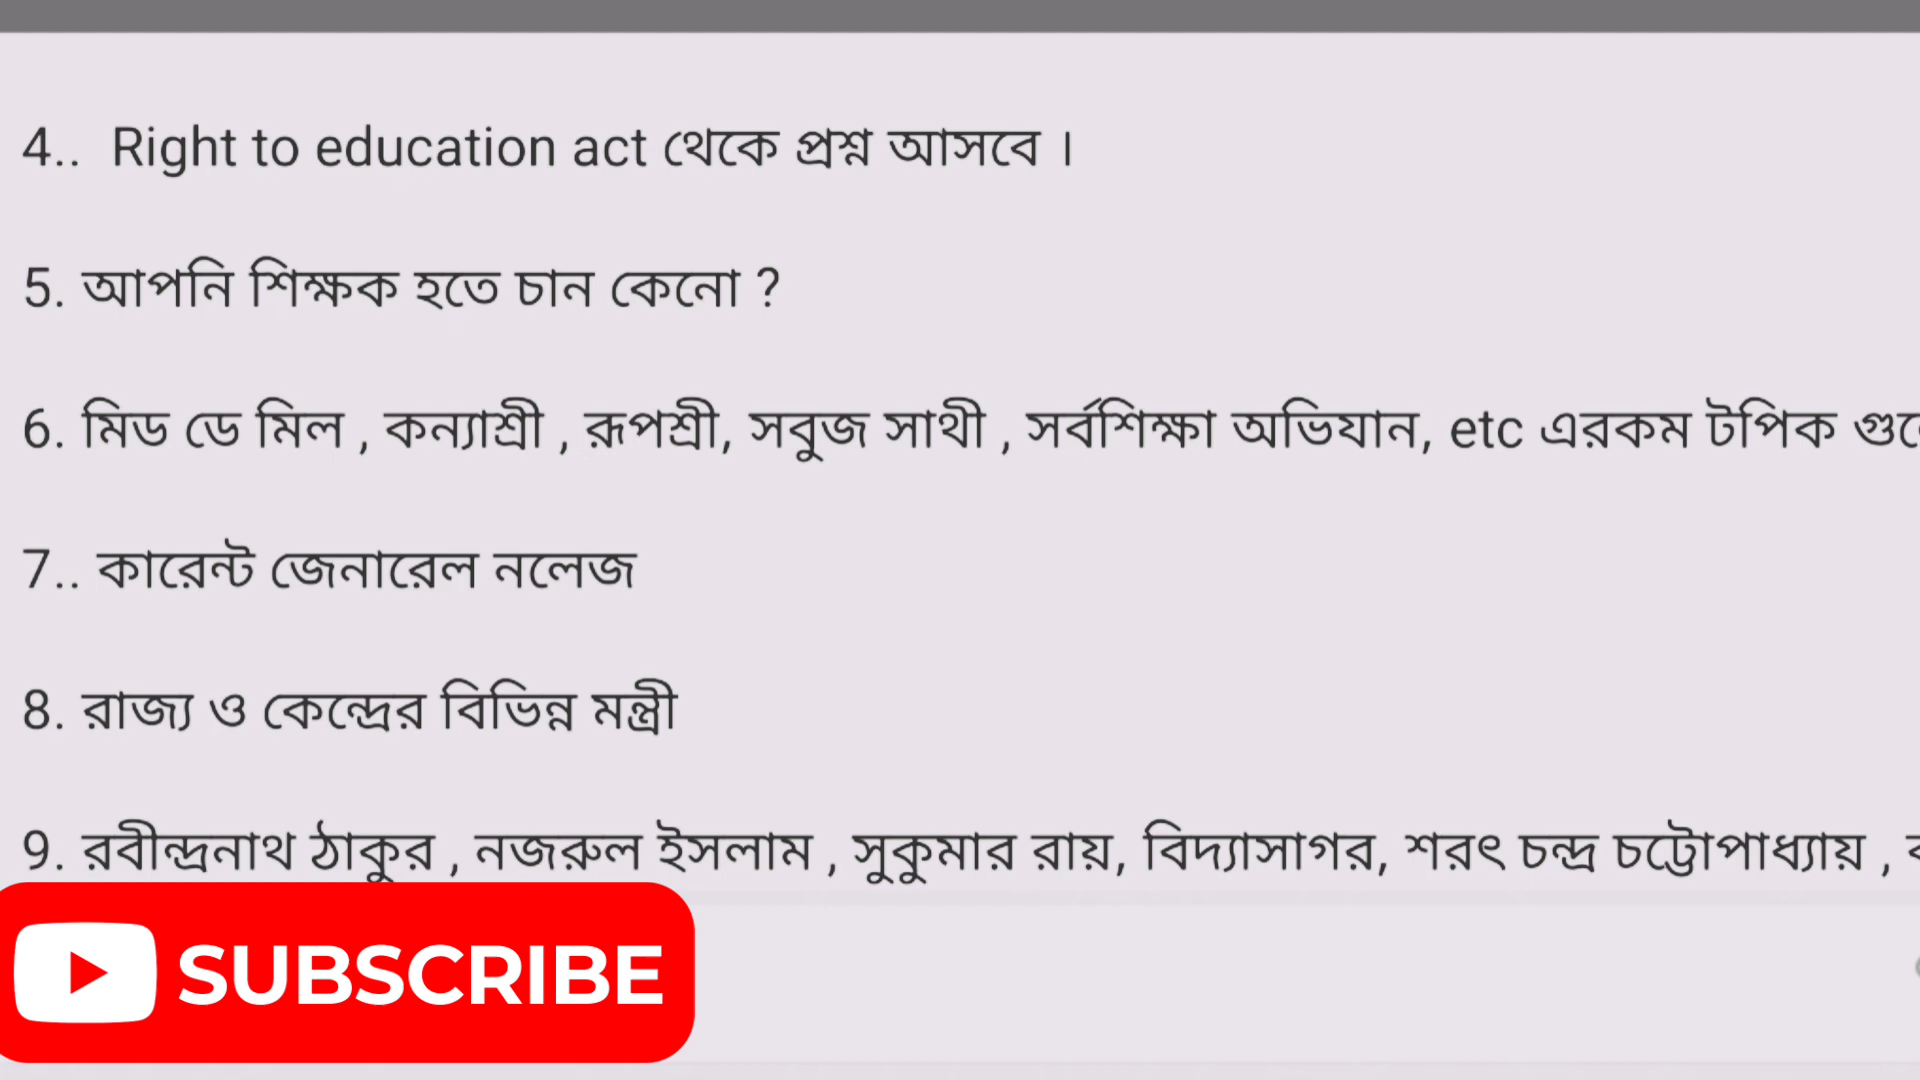 4.. Right to education act থেকে প্রশ্ন আসবে ।
5. আপনি শিক্ষক হতে চান কেনো ?
6. মিড ডে মিল , কন্যাশ্রী , রূপশ্রী, সবুজ সাথী , সর্বশিক্ষা অভিযান, etc এরকম টপিক
7.. কারেন্ট জেনারেল নলেজ
8. রাজ্য ও কেন্দ্রের বিভিন্ন মন্ত্রী
9. রবীন্দ্রনাথ ঠাকুর , নজরুল ইসলাম , সুকুমার রায়, বিদ্যাসাগর, শরৎ চন্দ্র চট্টোপাধ্যায় ,
SUBSCRIBE